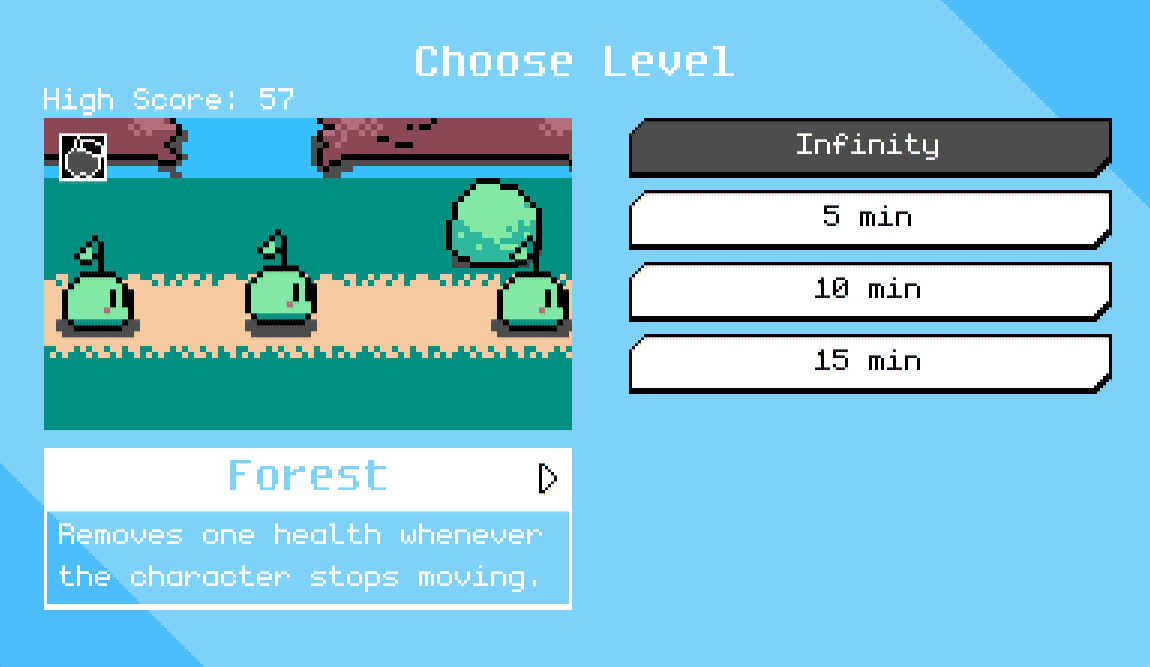 Choose Level
High Score: 57
Infinity
5 min
10 min
15 min
Forest
Removes one health whenever
the character stops moving.